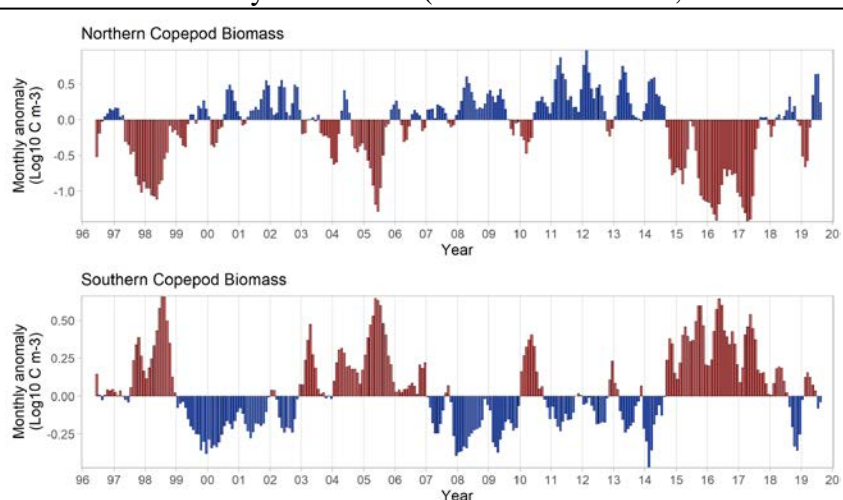 Northern Copepod Biomass
Monthly anomaly
(Log10 C m-3)
0.5
0.0
-0.5
-1.0
96 97 98 99 00 01 02 03 04 05 06 07 08 09 10 11 12 13 14 15 16 17 18 19 20
Year
Southern Copepod Biomass
Monthly anomaly
(Log10 C m-3)
0.50
0.25
0.00
-0.25
96 97 98 99 00 01 02 03 04 05 06 07 08 09 10 11 12 13 14 15 16 17 18 19 20
Year